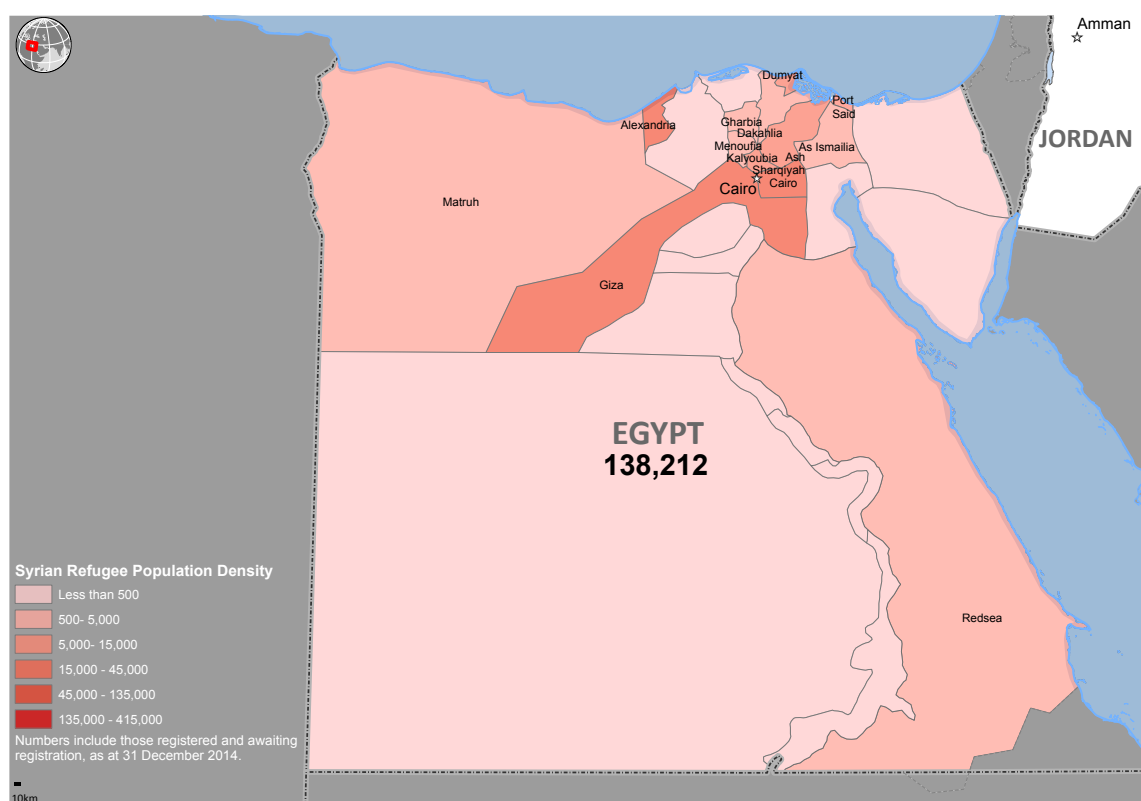 Amman
JORDAN
Dumyat
Port
Said
Alexandria
Gharbia
Dakahlia
Menoufia
As Ismailia
Kalyoubia
Ash
Sharqiyah
Cairo
Cairo
Matruh
Giza
EGYPT
138,212
Redsea
Syrian Refugee Population Density
Less than 500
500- 5,000
5,000- 15,000
15,000 - 45,000
45,000 - 135,000
135,000 - 415,000
Numbers include those registered and awaiting
registration, as at 31 December 2014.
10km